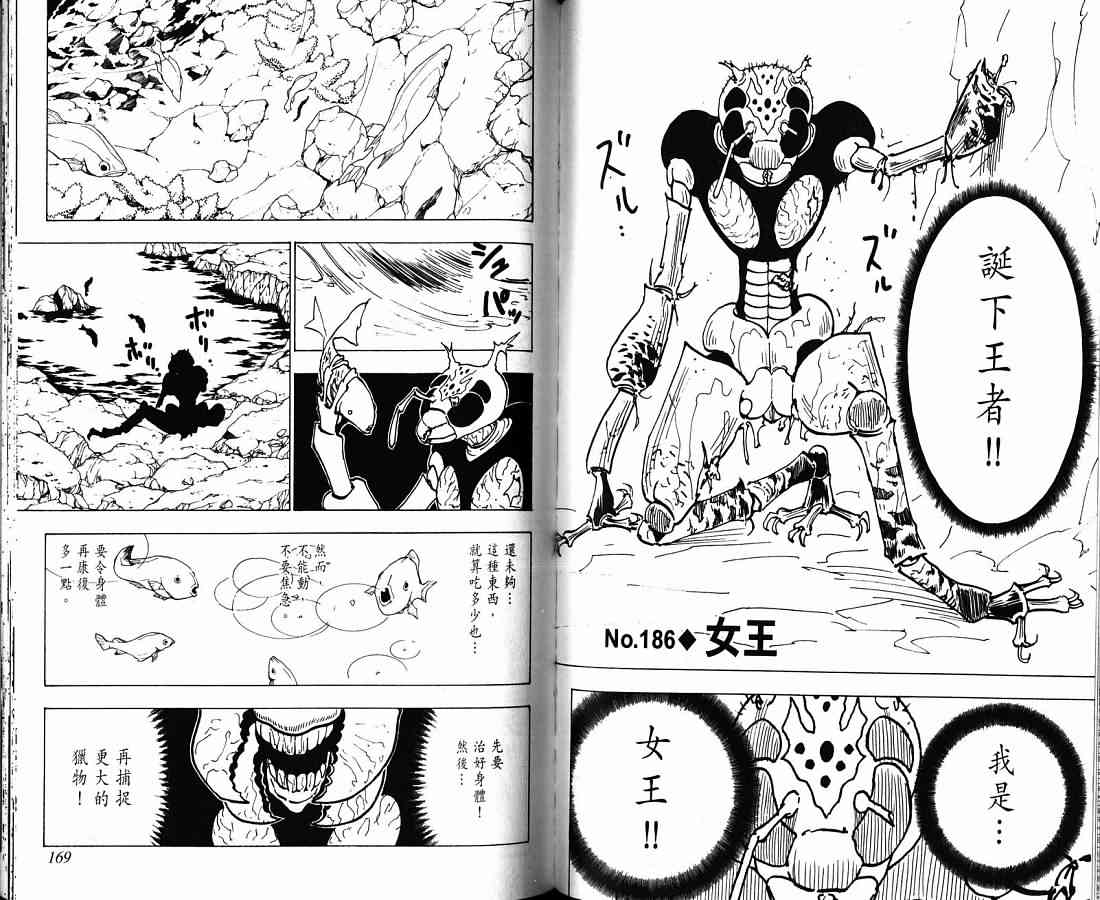 ズルル…
ズル
誕下王者!!
No.186◆女王
我是…
女王!!
シュパッ
ボリ
ボリ
還未夠…
這種東西，
就算吃多少也…
然而，
不能動，
不要焦急，
要令身體
再康復
多一點。
先要
治好身體！
然後…
再捕捉
更大的
獵物！
169